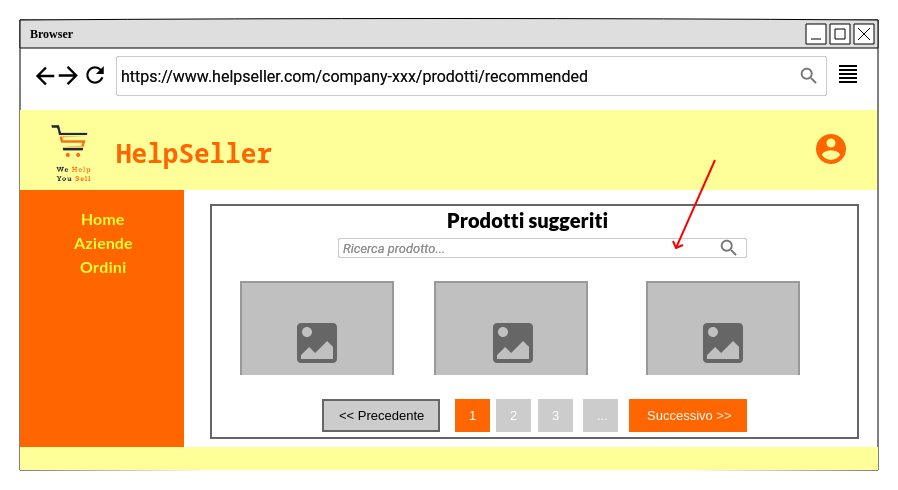 Browser
https://www.helpseller.com/company-xxx/prodotti/recommended
We Help
You Sell
HelpSeller
Home
Aziende
Ordini
Prodotti suggeriti
Ricerca prodotto...
<< Precedente 1 2 3 ... Successivo >>